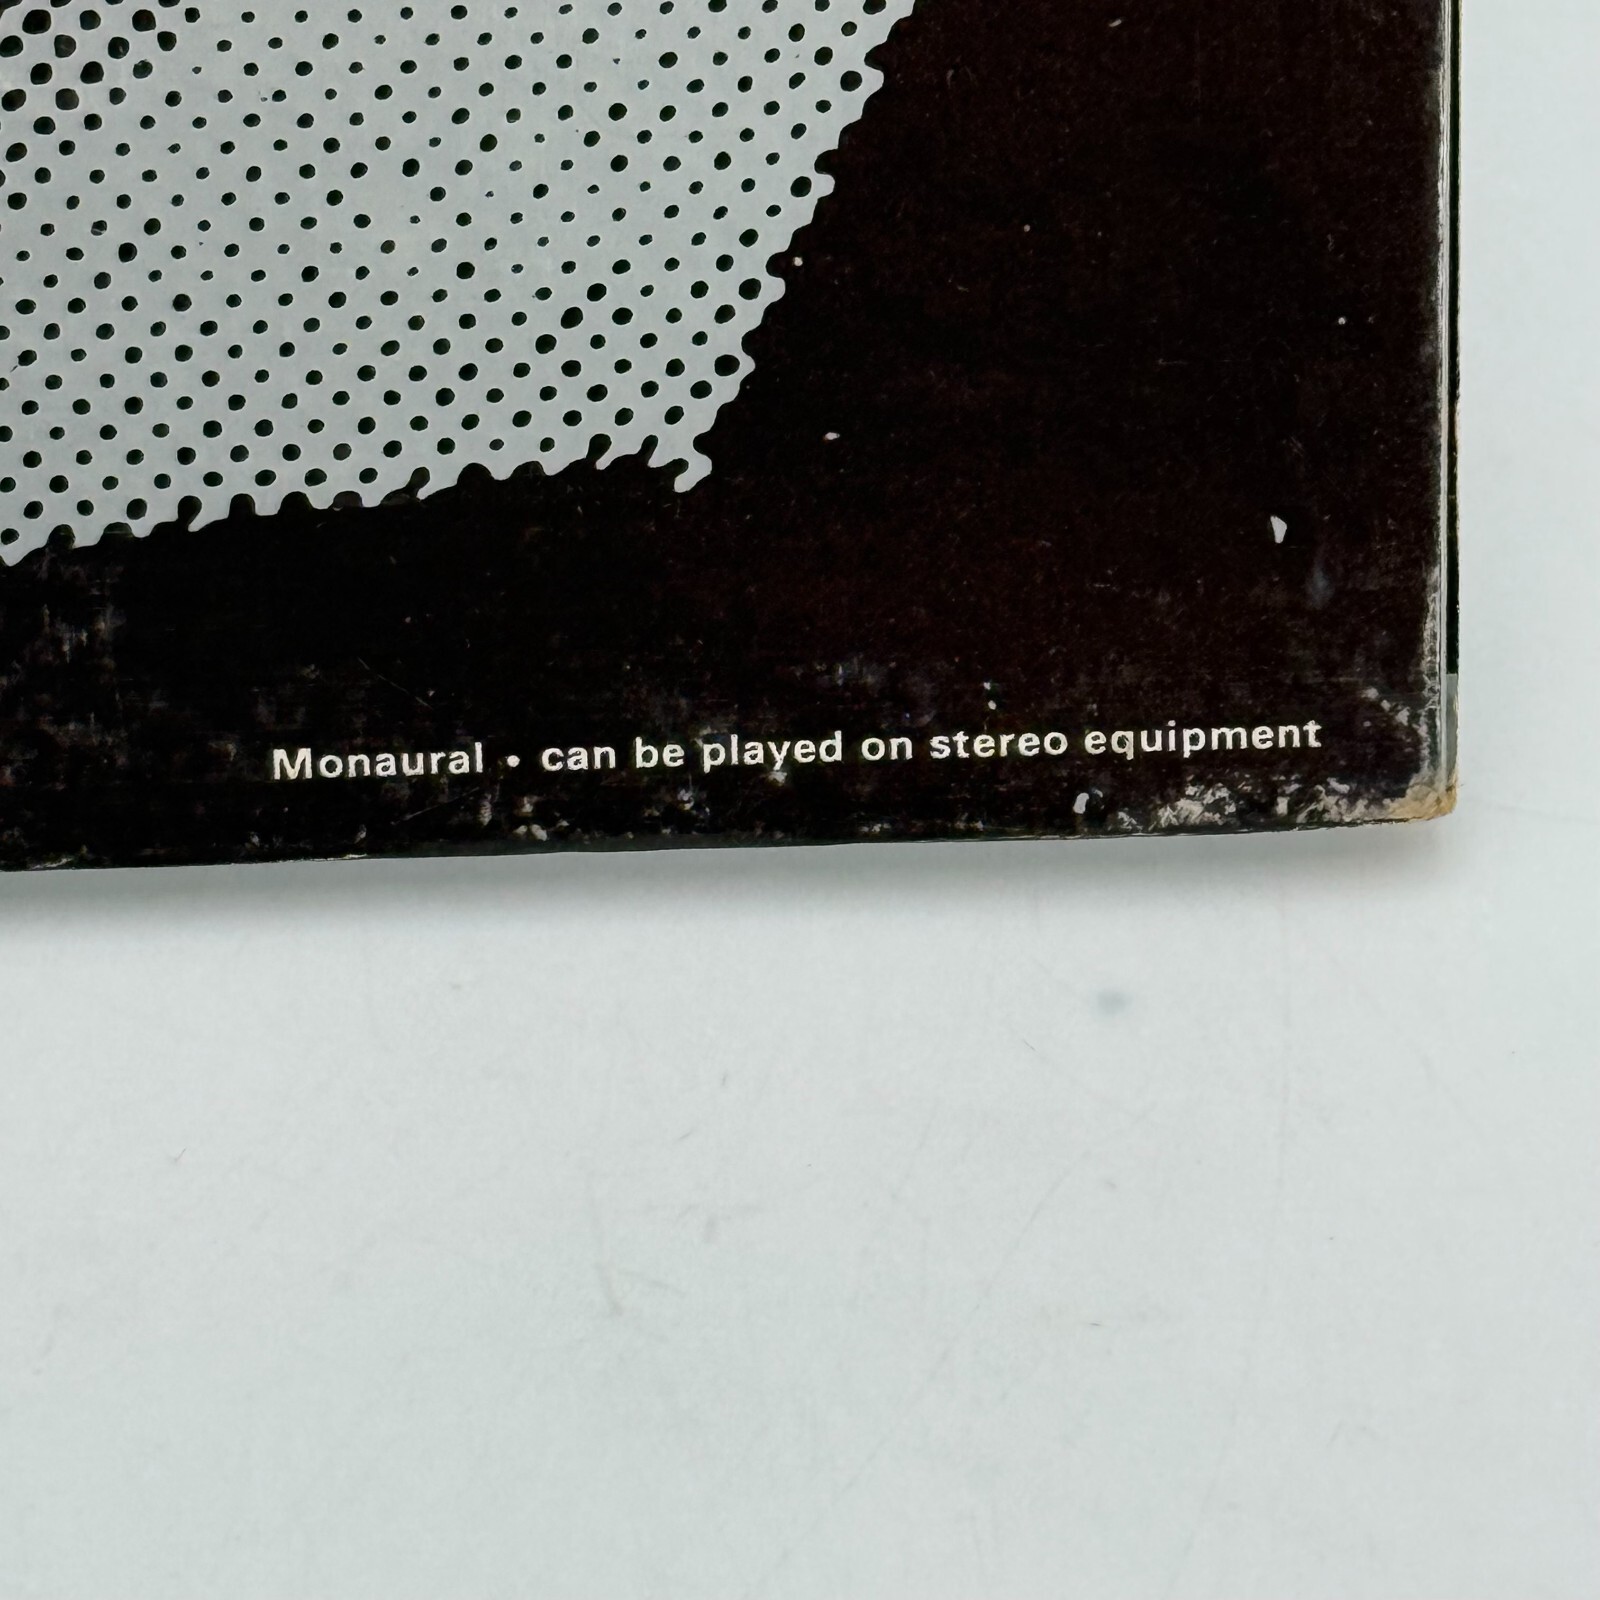 Monaural • can be played on stereo equipment